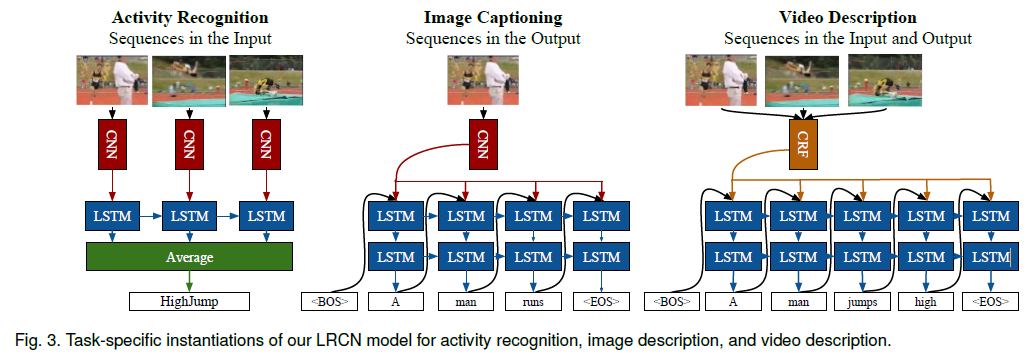 Activity Recognition
Sequences in the Input
CNN
CNN
CNN
LSTM LSTM LSTM
Average
HighJump
Image Captioning
Sequences in the Output
CNN
LSTM LSTM LSTM LSTM
LSTM LSTM LSTM LSTM
<BOS> A man runs <EOS>
Video Description
Sequences in the Input and Output
CRF
LSTM LSTM LSTM LSTM LSTM
LSTM LSTM LSTM LSTM LSTM
<BOS> A man jumps high <EOS>
Fig. 3. Task-specific instantiations of our LRCN model for activity recognition, image description, and video description.